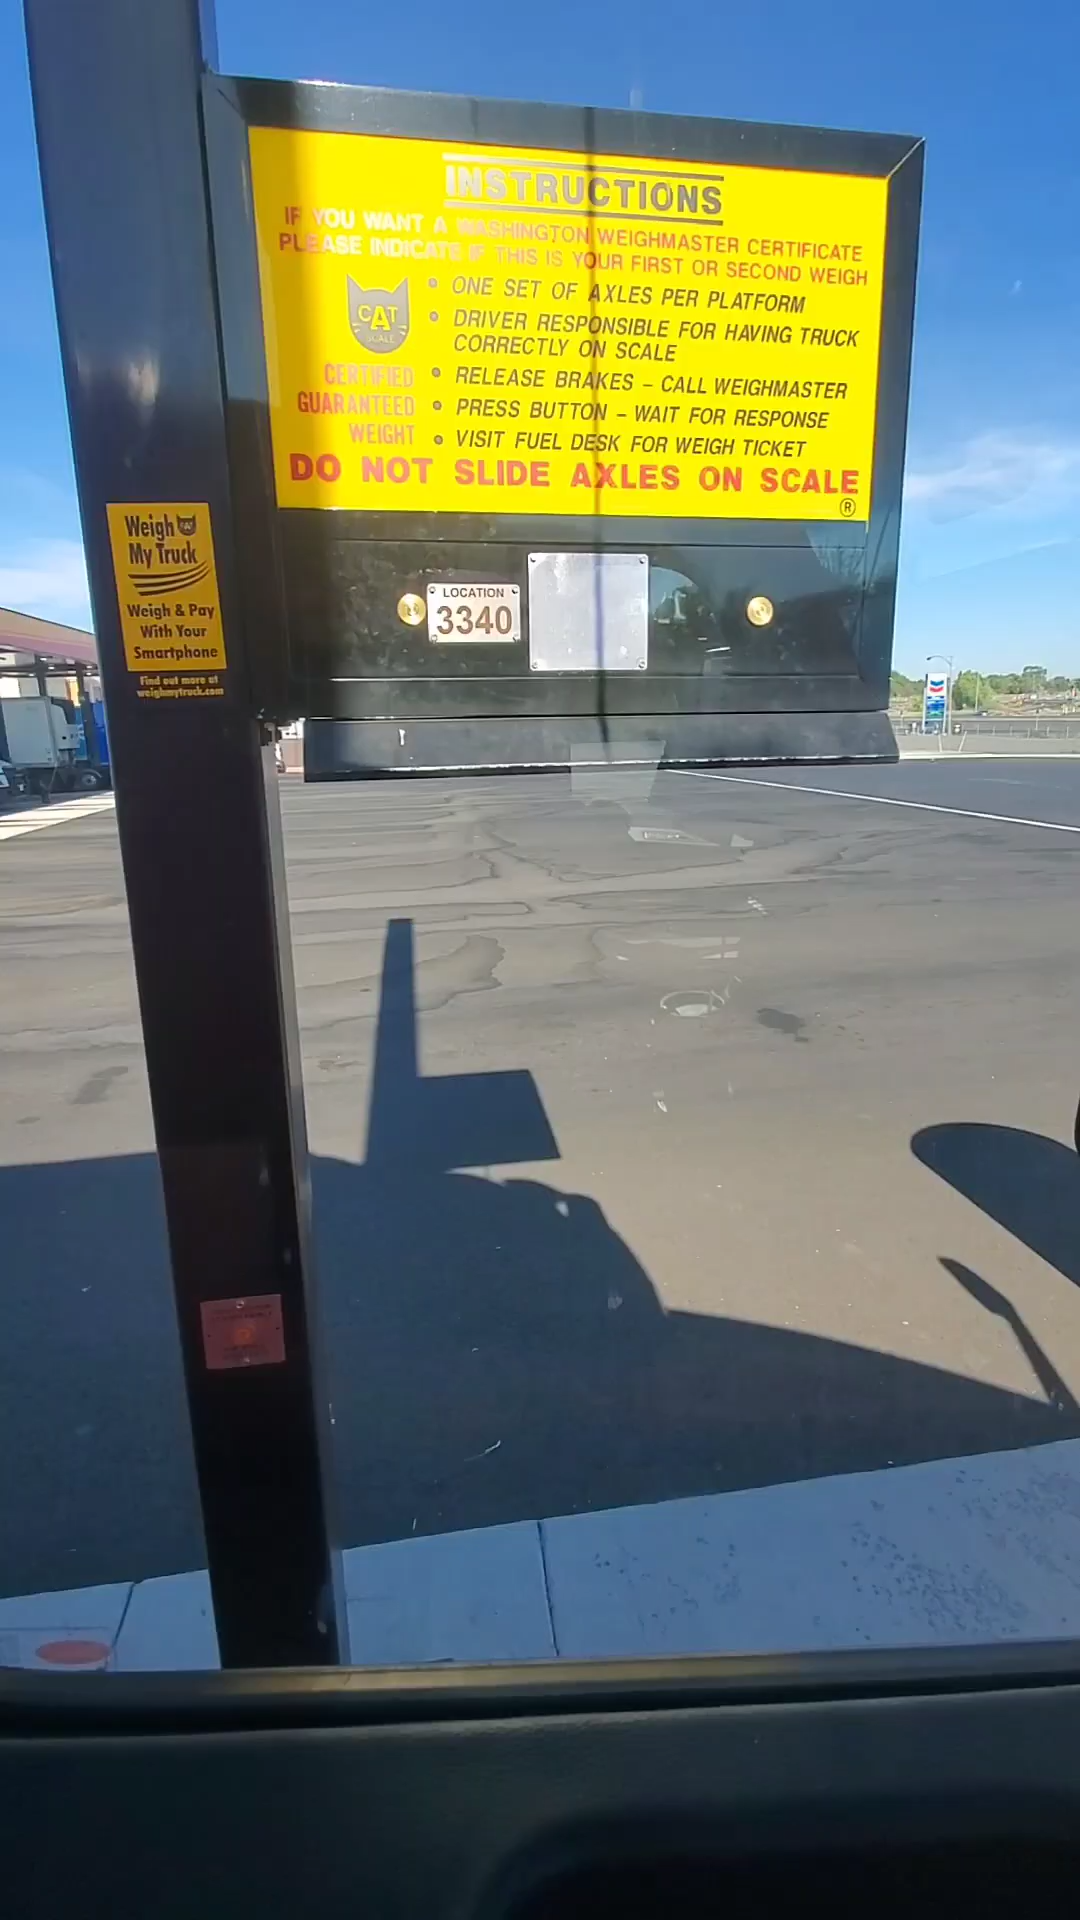 INSTRUCTIONS
IF YOU WANT A WASHINGTON WEIGHMASTER CERTIFICATE
PLEASE INDICATE IF THIS IS YOUR FIRST OR SECOND WEIGH
CAT
SCALE
CERTIFIED
GUARANTEED
WEIGHT
• ONE SET OF AXLES PER PLATFORM
• DRIVER RESPONSIBLE FOR HAVING TRUCK
CORRECTLY ON SCALE
• RELEASE BRAKES – CALL WEIGHMASTER
• PRESS BUTTON – WAIT FOR RESPONSE
• VISIT FUEL DESK FOR WEIGH TICKET
DO NOT SLIDE AXLES ON SCALE
®
LOCATION
3340
Weigh
My Truck
Weigh & Pay
With Your
Smartphone
Find out more at
weighmytruck.com